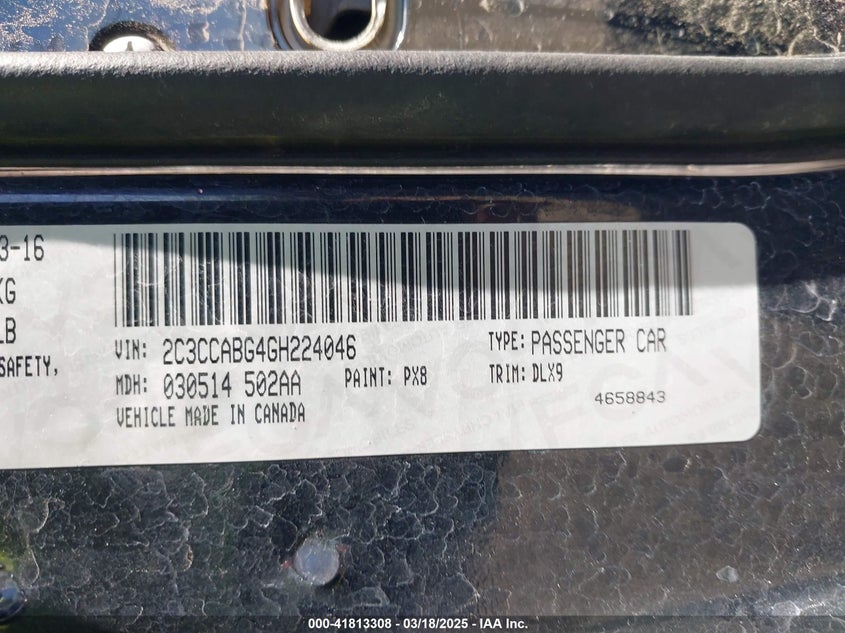 3-16
KG
LB
SAFETY,
VIN: 2C3CCABG4GH224046
TYPE: PASSENGER CAR
MDH: 030514 502AA
PAINT: PX8
TRIM: DLX9
VEHICLE MADE IN CANADA
4658843
000-41813308 - 03/18/2025 - IAA Inc.